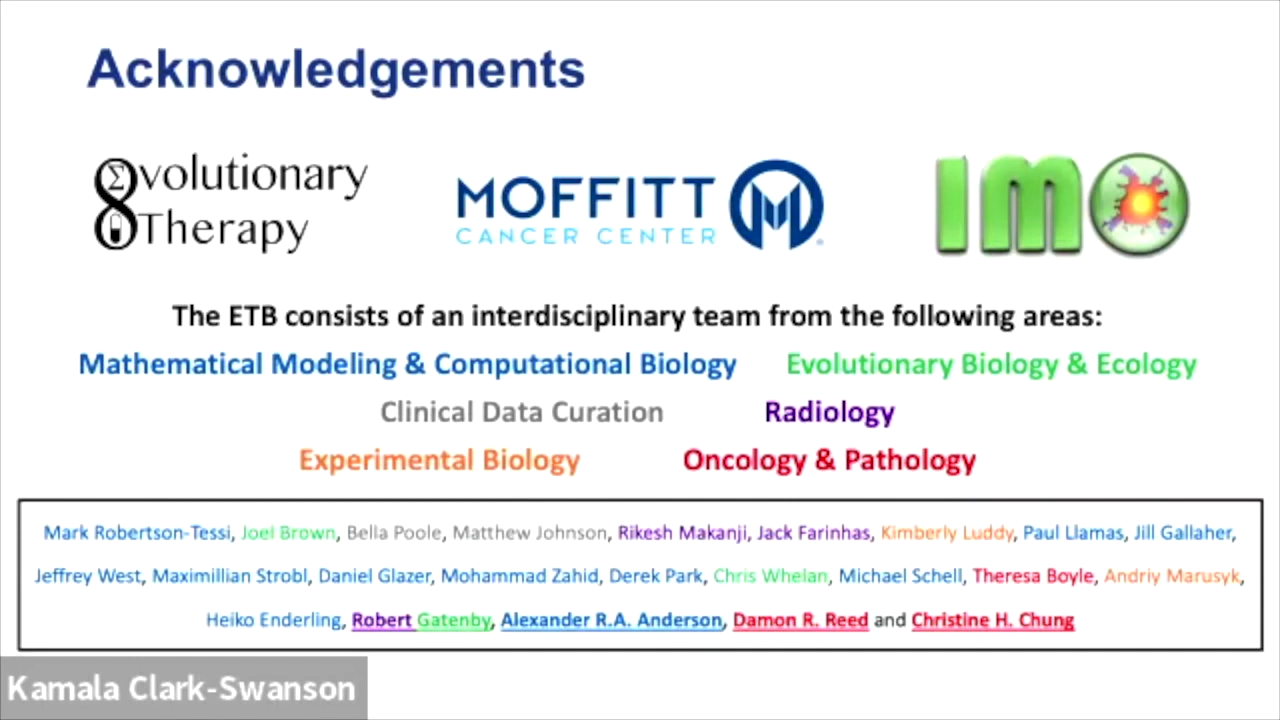 Acknowledgements
Evolutionary
Therapy
MOFFITT
CANCER CENTER
IMO
The ETB consists of an interdisciplinary team from the following areas:
Mathematical Modeling & Computational Biology Evolutionary Biology & Ecology
Clinical Data Curation Radiology
Experimental Biology Oncology & Pathology
Mark Robertson-Tessi, Joel Brown, Bella Poole, Matthew Johnson, Rikesh Makanji, Jack Farinhas, Kimberly Luddy, Paul Llamas, Jill Gallaher,
Jeffrey West, Maximillian Strobl, Daniel Glazer, Mohammad Zahid, Derek Park, Chris Whelan, Michael Schell, Theresa Boyle, Andriy Marusyk,
Heiko Enderling, Robert Gatenby, Alexander R.A. Anderson, Damon R. Reed and Christine H. Chung
Kamala Clark-Swanson